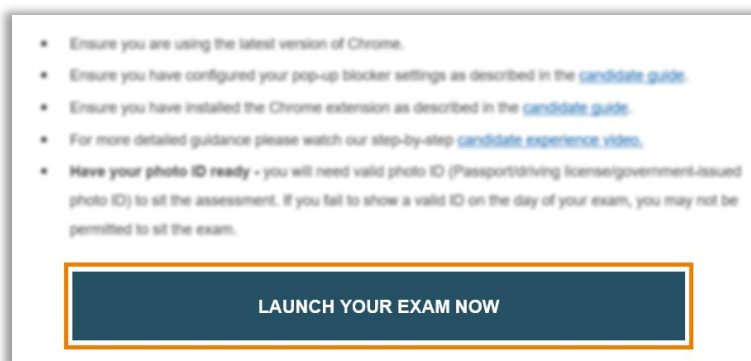 Ensure you are using the latest version of Chrome.
Ensure you have configured your pop-up blocker settings as described in the candidate guide.
Ensure you have installed the Chrome extension as described in the candidate guide.
For more detailed guidance please watch our step-by-step candidate experience video.
Have your photo ID ready - you will need valid photo ID (Passport/driving license/government-issued
photo ID) to sit the assessment. If you fail to show a valid ID on the day of your exam, you may not be
permitted to sit the exam.
LAUNCH YOUR EXAM NOW